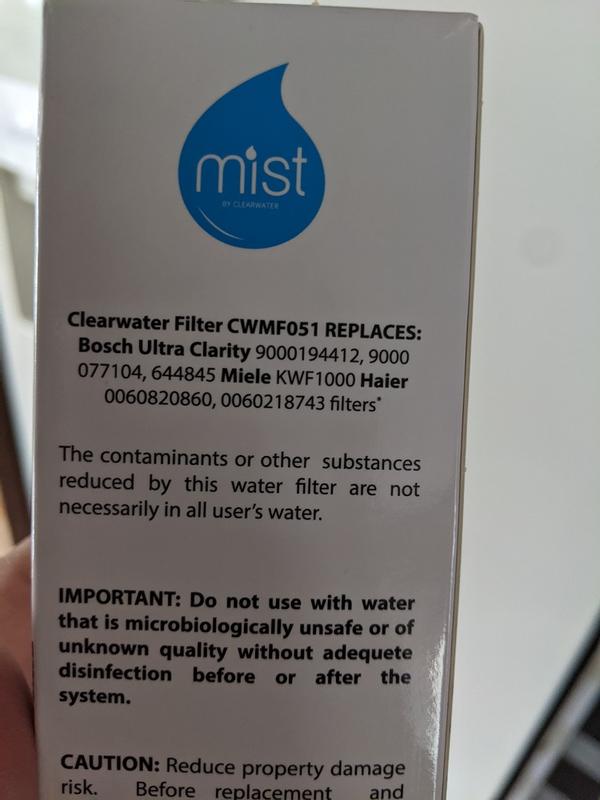 mist
BY CLEARWATER
Clearwater Filter CWMF051 REPLACES:
Bosch Ultra Clarity 9000194412, 9000
077104, 644845 Miele KWF1000 Haier
0060820860, 0060218743 filters*
The contaminants or other substances
reduced by this water filter are not
necessarily in all user's water.
IMPORTANT: Do not use with water
that is microbiologically unsafe or of
unknown quality without adequete
disinfection before or after the
system.
CAUTION: Reduce property damage
risk. Before replacement and